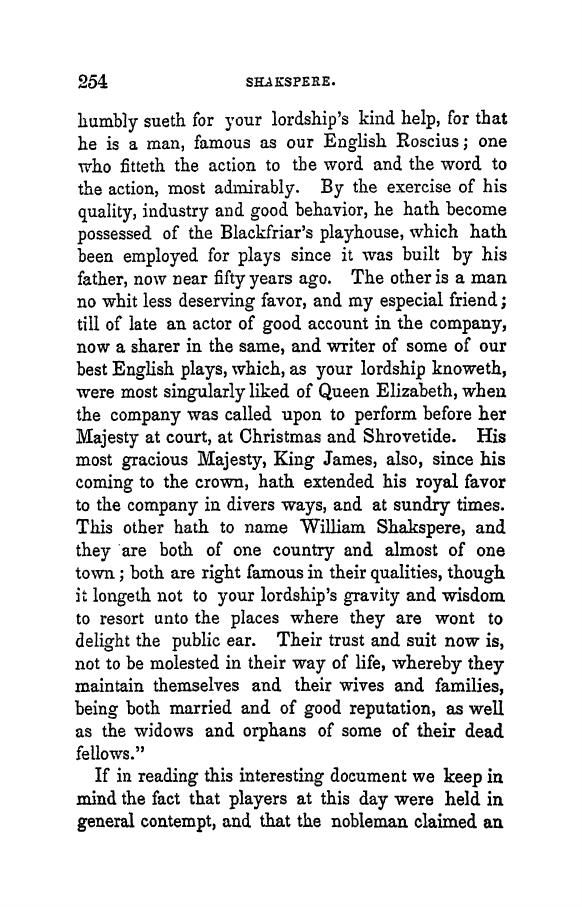 254 SHAKSPERE.
humbly sueth for your lordship's kind help, for that
he is a man, famous as our English Roscius; one
who fitteth the action to the word and the word to
the action, most admirably. By the exercise of his
quality, industry and good behavior, he hath become
possessed of the Blackfriar's playhouse, which hath
been employed for plays since it was built by his
father, now near fifty years ago. The other is a man
no whit less deserving favor, and my especial friend;
till of late an actor of good account in the company,
now a sharer in the same, and writer of some of our
best English plays, which, as your lordship knoweth,
were most singularly liked of Queen Elizabeth, when
the company was called upon to perform before her
Majesty at court, at Christmas and Shrovetide. His
most gracious Majesty, King James, also, since his
coming to the crown, hath extended his royal favor
to the company in divers ways, and at sundry times.
This other hath to name William Shakspere, and
they are both of one country and almost of one
town; both are right famous in their qualities, though
it longeth not to your lordship's gravity and wisdom
to resort unto the places where they are wont to
delight the public ear. Their trust and suit now is,
not to be molested in their way of life, whereby they
maintain themselves and their wives and families,
being both married and of good reputation, as well
as the widows and orphans of some of their dead
fellows."
If in reading this interesting document we keep in
mind the fact that players at this day were held in
general contempt, and that the nobleman claimed an